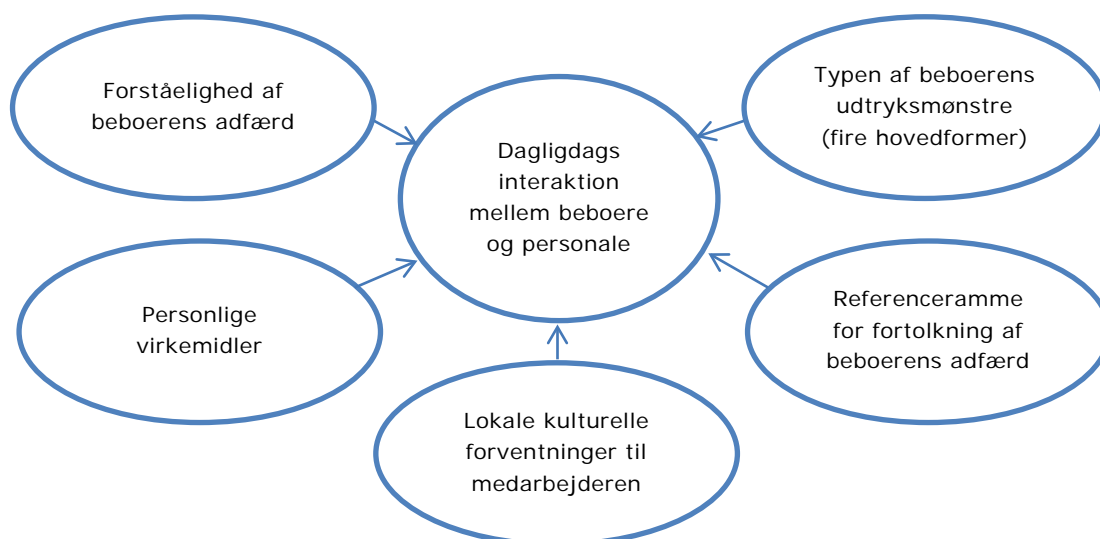 Forståelighed af
beboerens adfærd
Typen af beboerens
udtryksmønstre
(fire hovedformer)
Dagligdags
interaktion
mellem beboere
og personale
Personlige
virkemidler
Referenceramme
for fortolkning af
beboerens adfærd
Lokale kulturelle
forventninger til
medarbejderen